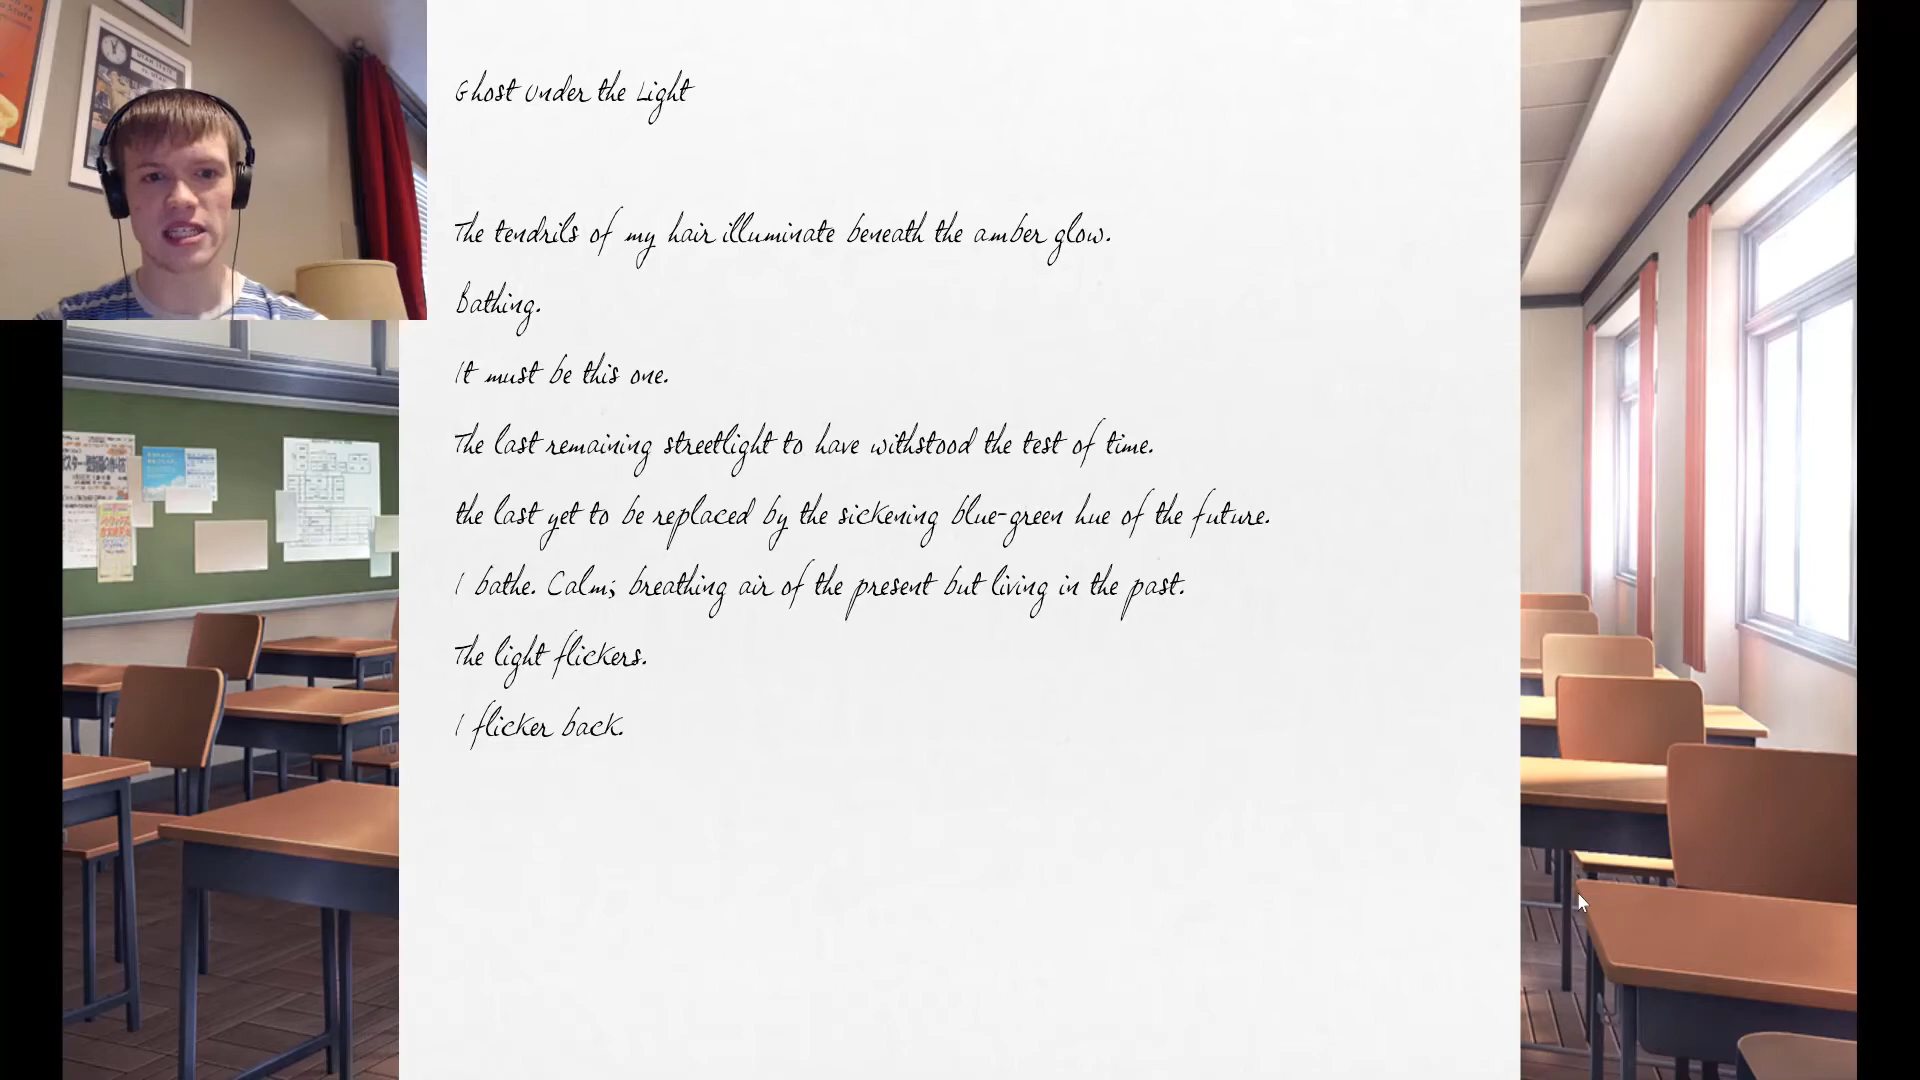 Ghost Under the Light
The tendrils of my hair illuminate beneath the amber glow.
Bathing.
It must be this one.
The last remaining streetlight to have withstood the test of time.
the last yet to be replaced by the sickening blue-green hue of the future.
I bathe. Calm; breathing air of the present but living in the past.
The light flickers.
I flicker back.